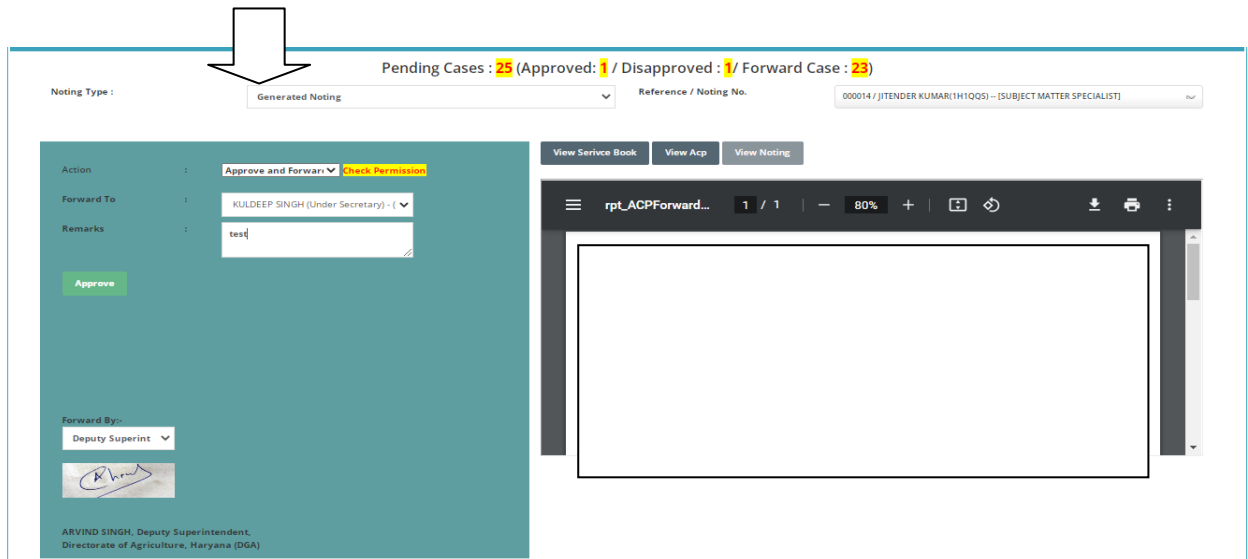 Pending Cases : 25 (Approved: 1 / Disapproved : 1/ Forward Case : 23)
Noting Type :
Generated Noting
Reference / Noting No.
000014 / JITENDER KUMAR(1H1QQS) -- [SUBJECT MATTER SPECIALIST]
Action : Approve and Forwar Check Permission
Forward To : KULDEEP SINGH (Under Secretary) - (
Remarks : test
Approve
Forward By:-
Deputy Superint
ARVIND SINGH, Deputy Superintendent,
Directorate of Agriculture, Haryana (DGA)
View Serivce Book View Acp View Noting
rpt_ACPForward... 1 / 1 | — 80% + |